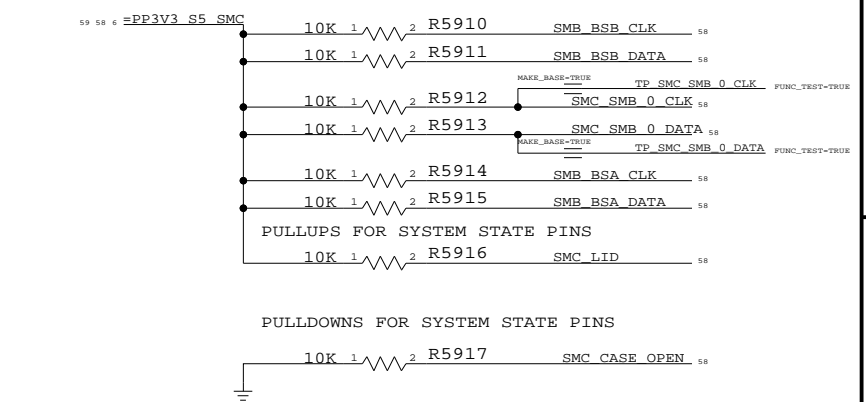 59 58 6 =PP3V3_S5_SMC
10K 1 2 R5910 SMB_BSB_CLK 58
10K 1 2 R5911 SMB_BSB_DATA 58
MAKE_BASE=TRUE TP_SMC_SMB_0_CLK FUNC_TEST=TRUE
10K 1 2 R5912 SMC_SMB_0_CLK 58
10K 1 2 R5913 SMC_SMB_0_DATA 58
MAKE_BASE=TRUE TP_SMC_SMB_0_DATA FUNC_TEST=TRUE
10K 1 2 R5914 SMB_BSA_CLK 58
10K 1 2 R5915 SMB_BSA_DATA 58
PULLUPS FOR SYSTEM STATE PINS
10K 1 2 R5916 SMC_LID 58
PULLDOWNS FOR SYSTEM STATE PINS
10K 1 2 R5917 SMC_CASE_OPEN 58